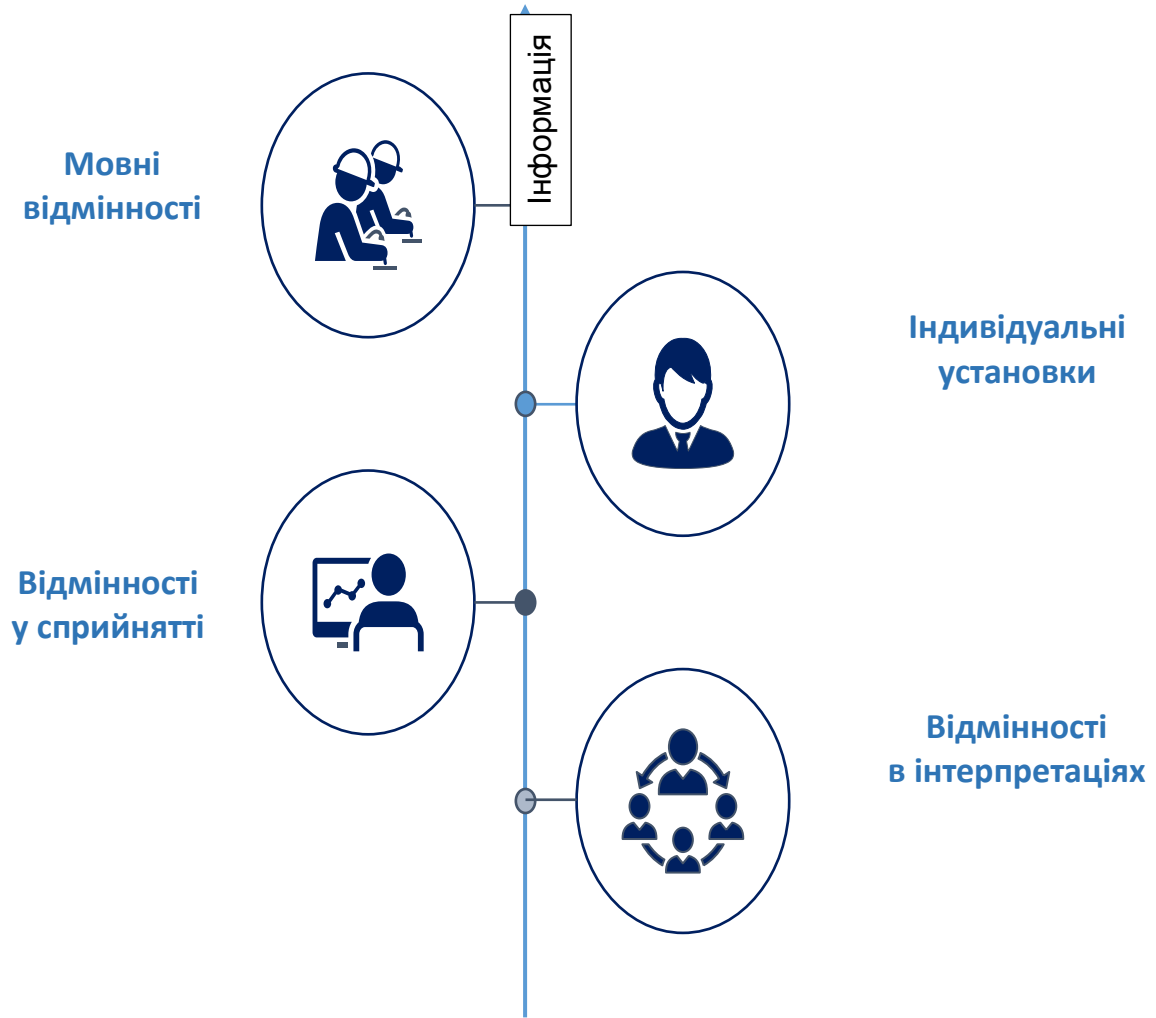 Інформація
Мовні
відмінності
Індивідуальні
установки
Відмінності
у сприйнятті
Відмінності
в інтерпретаціях